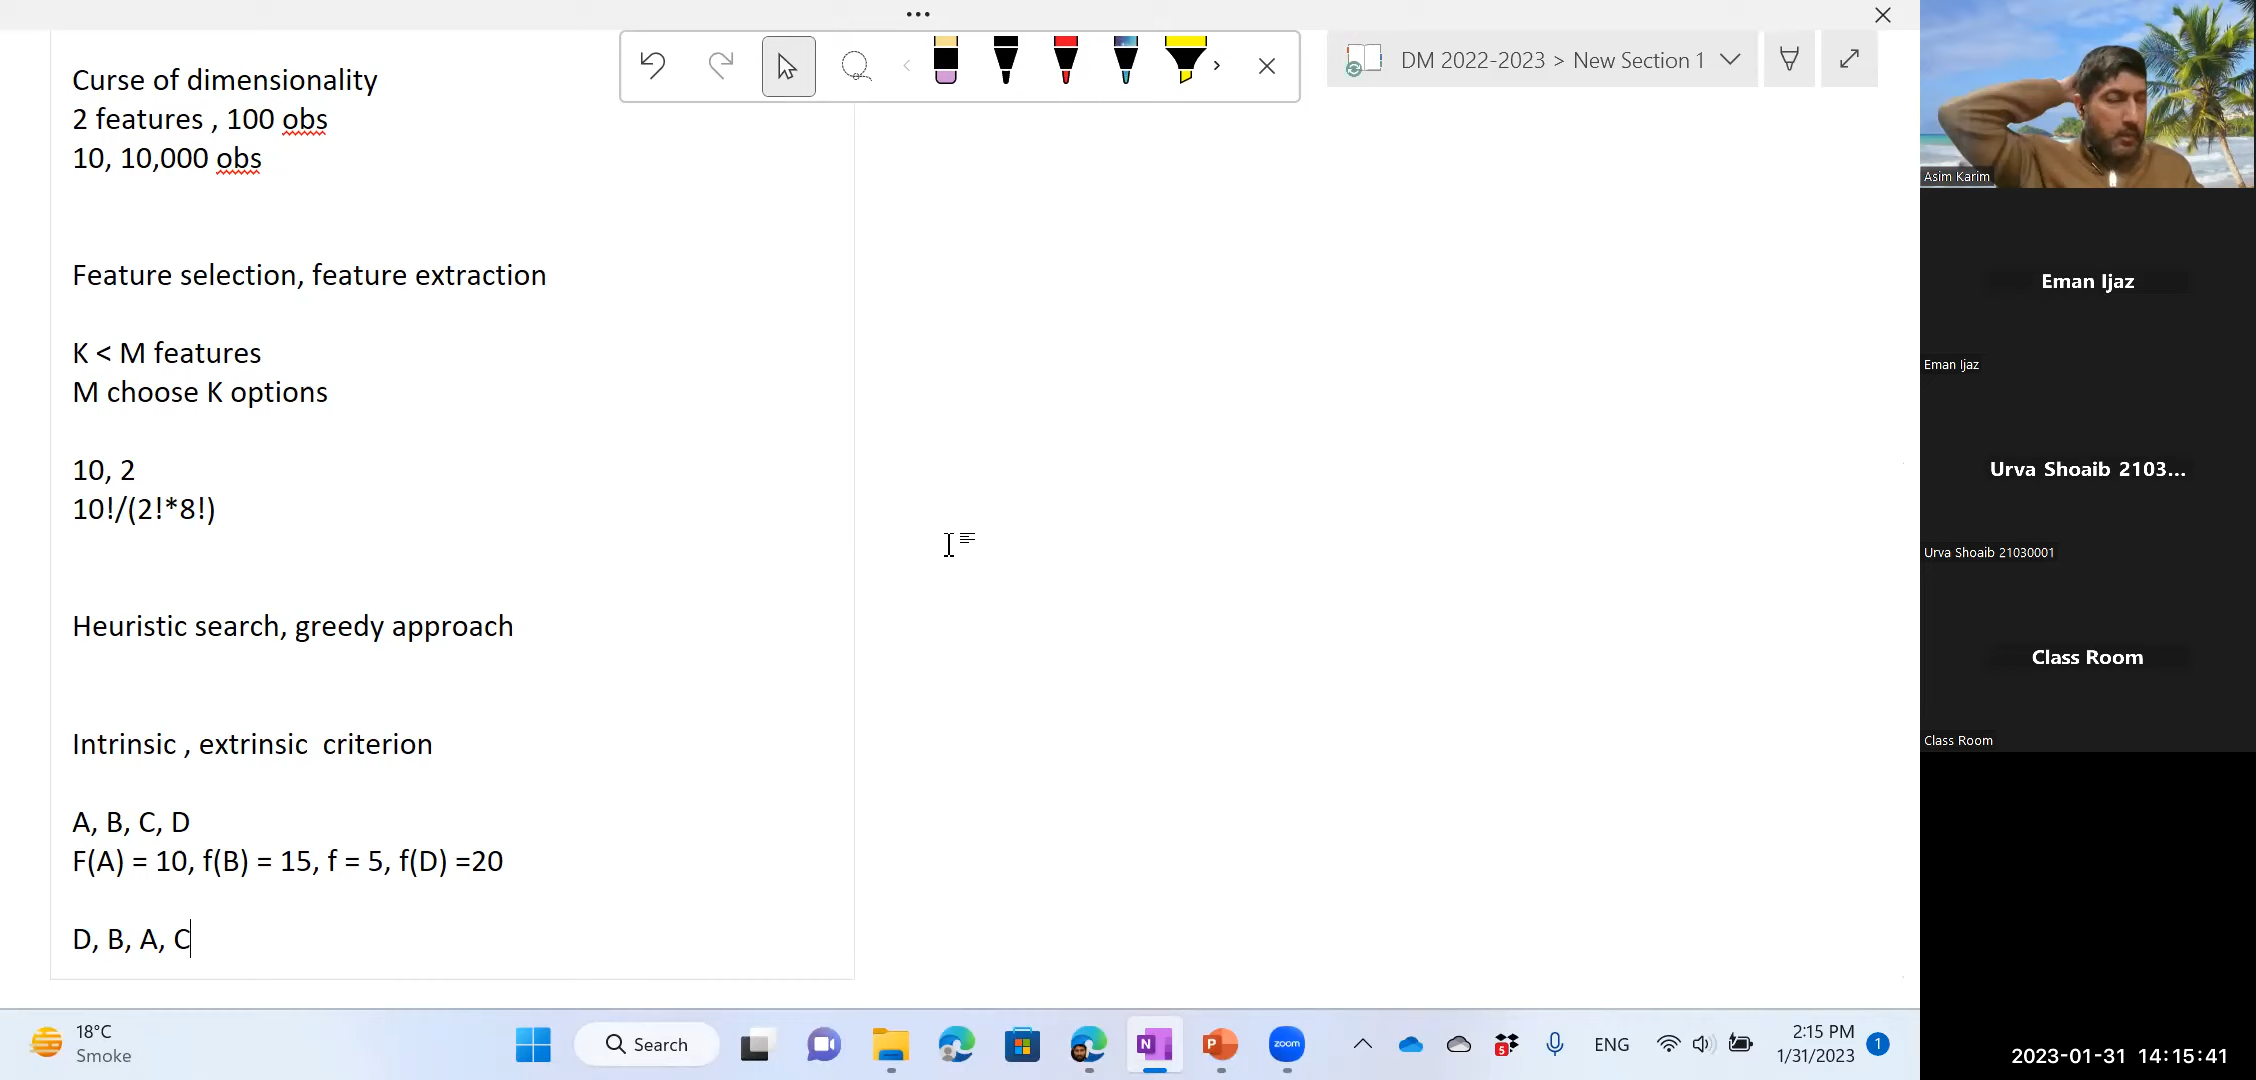 DM 2022-2023 > New Section 1
Curse of dimensionality
2 features , 100 obs
10, 10,000 obs
Feature selection, feature extraction
K < M features
M choose K options
10, 2
10!/(2!*8!)
Heuristic search, greedy approach
Intrinsic , extrinsic  criterion
A, B, C, D
F(A) = 10, f(B) = 15, f = 5, f(D) =20
D, B, A, C
Asim Karim
Eman Ijaz
Eman Ijaz
Urva Shoaib 2103...
Urva Shoaib 21030001
Class Room
Class Room
18°C
Smoke
Search
N
P
zoom
5
ENG
2:15 PM
1/31/2023
1
2023-01-31 14:15:41